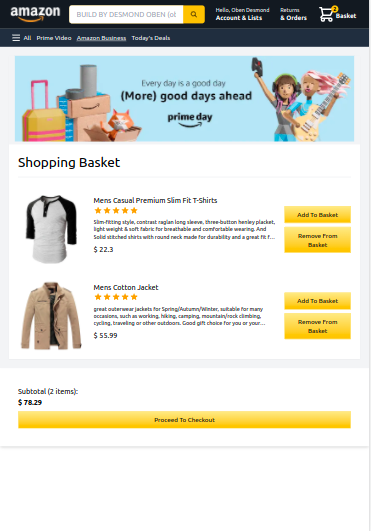 amazon
BUILD BY DESMOND OBEN (ob
Hello, Oben Desmond
Account & Lists
Returns
& Orders
2
Basket
All Prime Video Amazon Business Today's Deals
Every day is a good day
(More) good days ahead
prime day
Shopping Basket
Mens Casual Premium Slim Fit T-Shirts
Slim-fitting style, contrast raglan long sleeve, three-button henley placket,
light weight & soft fabric for breathable and comfortable wearing. And
Solid stitched shirts with round neck made for durability and a great fit f...
$ 22.3
Add To Basket
Remove From
Basket
Mens Cotton Jacket
great outerwear jackets for Spring/Autumn/Winter, suitable for many
occasions, such as working, hiking, camping, mountain/rock climbing,
cycling, traveling or other outdoors. Good gift choice for you or your...
$ 55.99
Add To Basket
Remove From
Basket
Subtotal (2 items):
$ 78.29
Proceed To Checkout